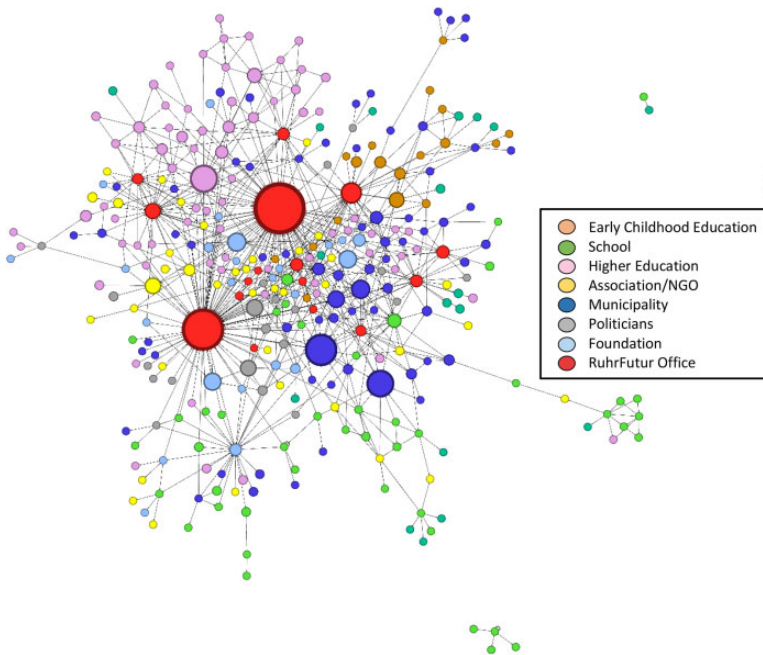 Early Childhood Education
School
Higher Education
Association/NGO
Municipality
Politicians
Foundation
RuhrFutur Office